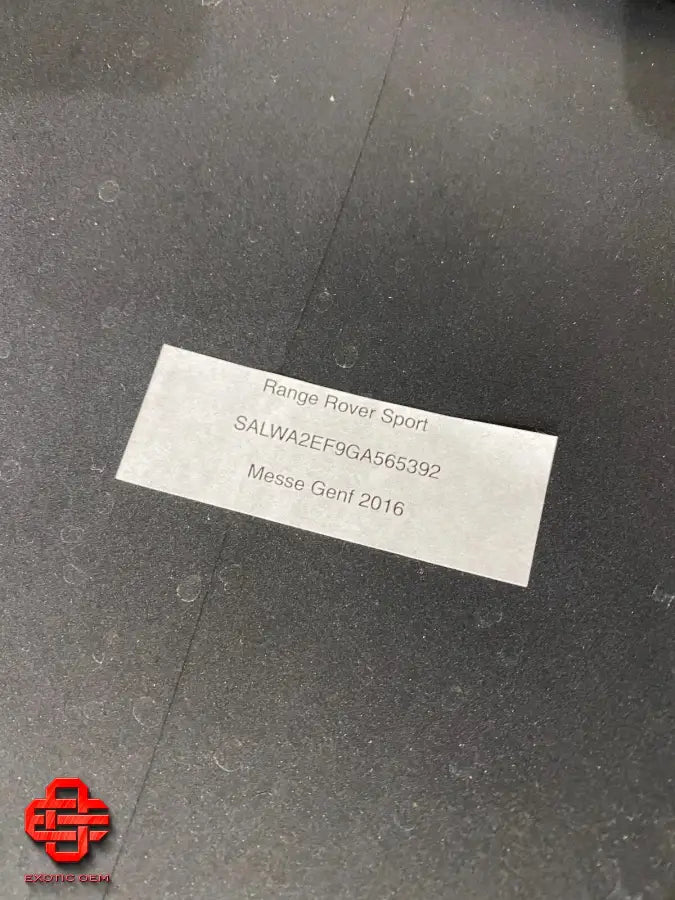 Range Rover Sport
SALWA2EF9GA565392
Messe Genf 2016
EXOTIC OEM